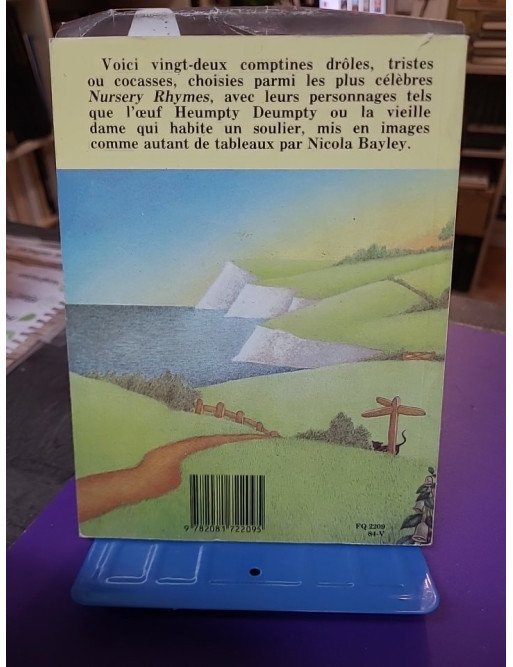 Voici vingt-deux comptines drôles, tristes
ou cocasses, choisies parmi les plus célèbres
Nursery Rhymes, avec leurs personnages tels
que l'œuf Heumpty Deumpty ou la vieille
dame qui habite un soulier, mis en images
comme autant de tableaux par Nicola Bayley.
9 782081 722095
FQ 2209
84-V